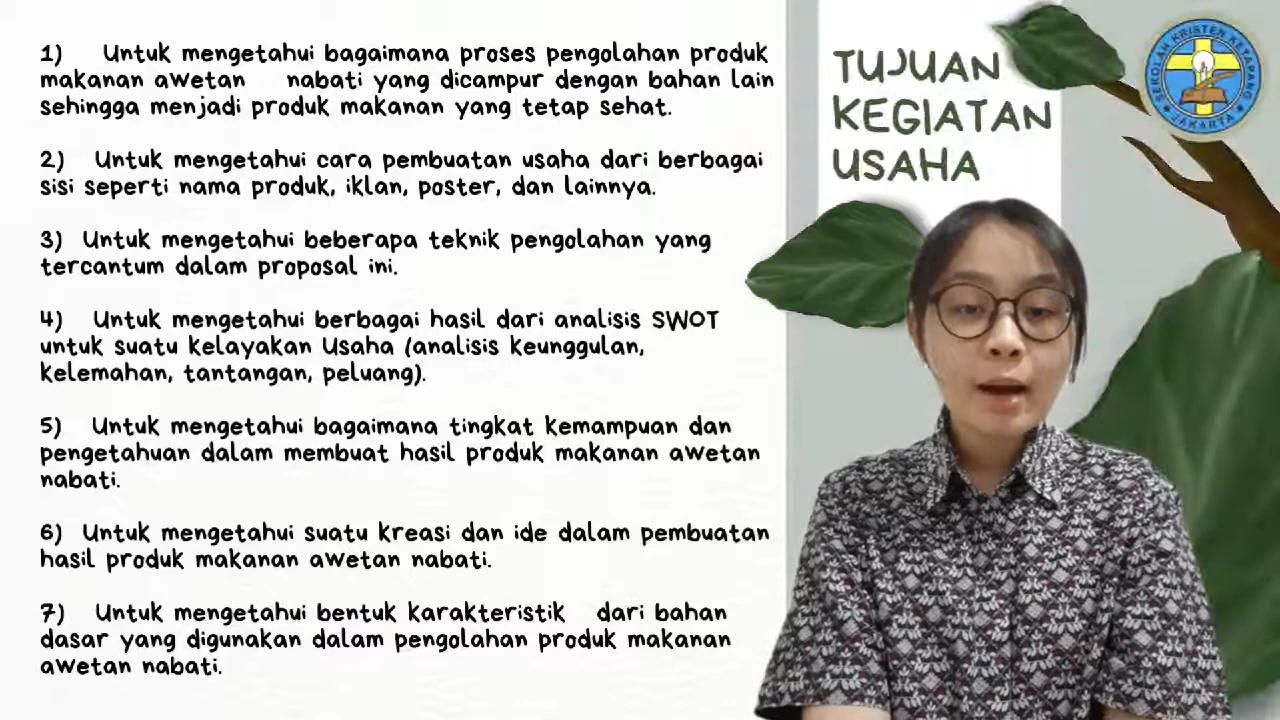 1) Untuk mengetahui bagaimana proses pengolahan produk
makanan awetan nabati yang dicampur dengan bahan lain
sehingga menjadi produk makanan yang tetap sehat.
2) Untuk mengetahui cara pembuatan usaha dari berbagai
sisi seperti nama produk, iklan, poster, dan lainnya.
3) Untuk mengetahui beberapa teknik pengolahan yang
tercantum dalam proposal ini.
4) Untuk mengetahui berbagai hasil dari analisis SWOT
untuk suatu kelayakan Usaha (analisis keunggulan,
kelemahan, tantangan, peluang).
5) Untuk mengetahui bagaimana tingkat kemampuan dan
pengetahuan dalam membuat hasil produk makanan awetan
nabati.
6) Untuk mengetahui suatu kreasi dan ide dalam pembuatan
hasil produk makanan awetan nabati.
7) Untuk mengetahui bentuk karakteristik dari bahan
dasar yang digunakan dalam pengolahan produk makanan
awetan nabati.
TUJUAN
KEGIATAN
USAHA
SEKOLAH KRISTEN KETAPANG
JAKARTA